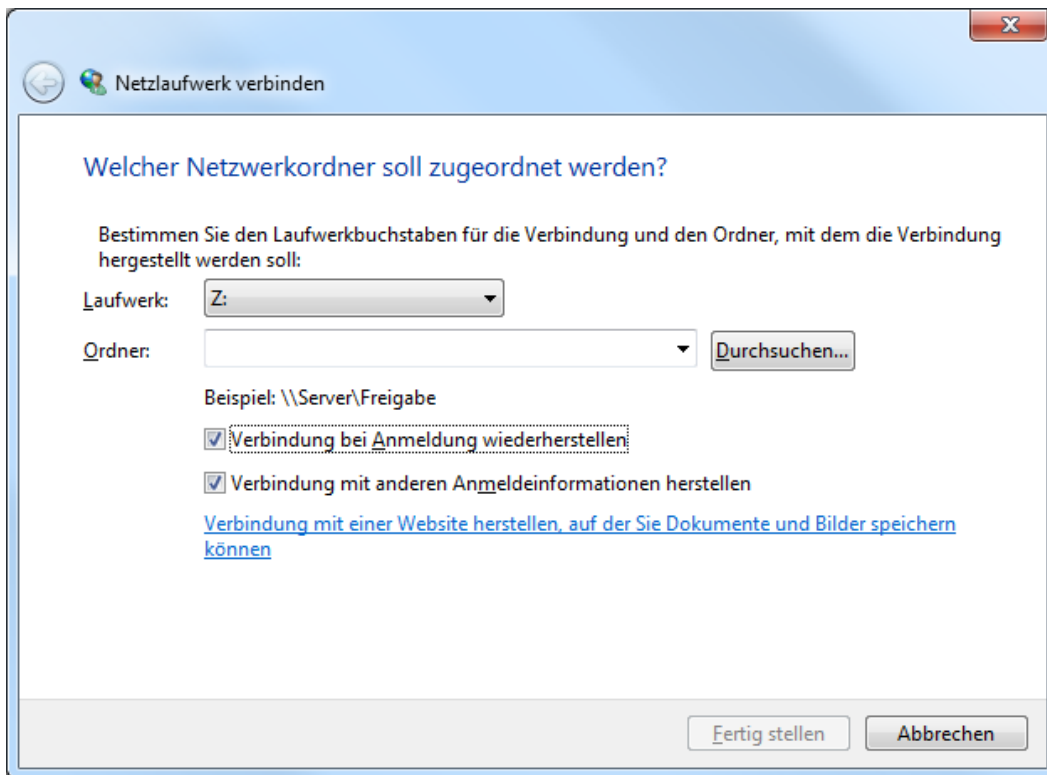 Netzlaufwerk verbinden
Welcher Netzwerkordner soll zugeordnet werden?
Bestimmen Sie den Laufwerkbuchstaben für die Verbindung und den Ordner, mit dem die Verbindung
hergestellt werden soll:
Laufwerk: Z:
Ordner: Durchsuchen...
Beispiel: \\Server\Freigabe
Verbindung bei Anmeldung wiederherstellen
Verbindung mit anderen Anmeldeinformationen herstellen
Verbindung mit einer Website herstellen, auf der Sie Dokumente und Bilder speichern
können
Fertig stellen Abbrechen